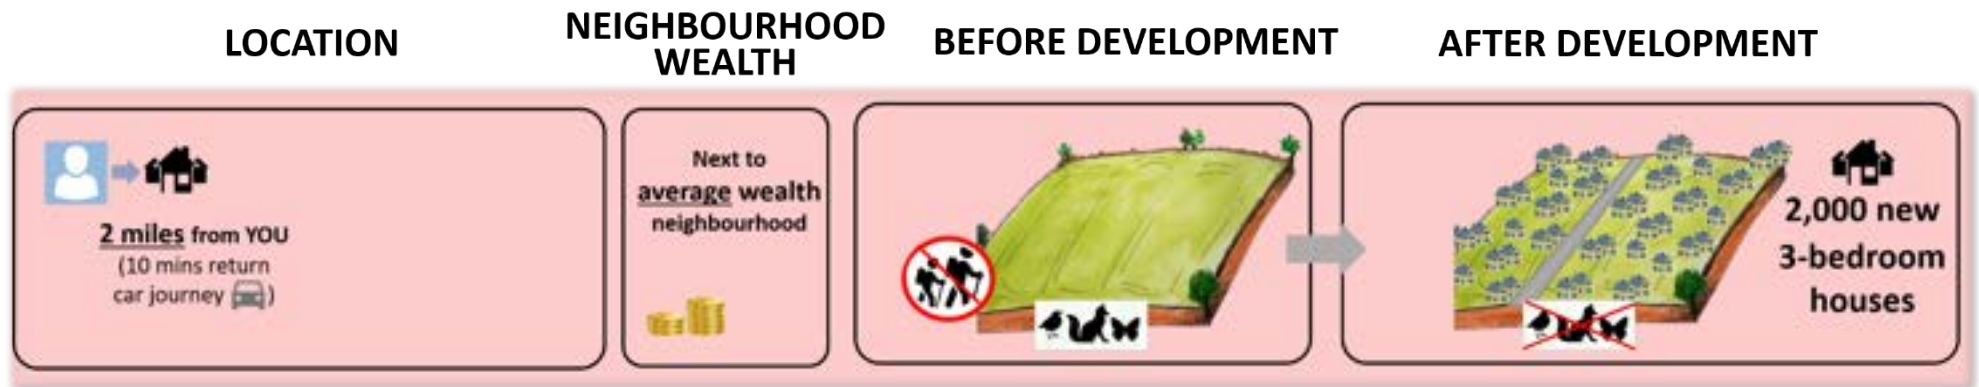 LOCATION
NEIGHBOURHOOD
WEALTH
BEFORE DEVELOPMENT
AFTER DEVELOPMENT
2 miles from YOU
(10 mins return
car journey )
Next to
average wealth
neighbourhood
2,000 new
3-bedroom
houses